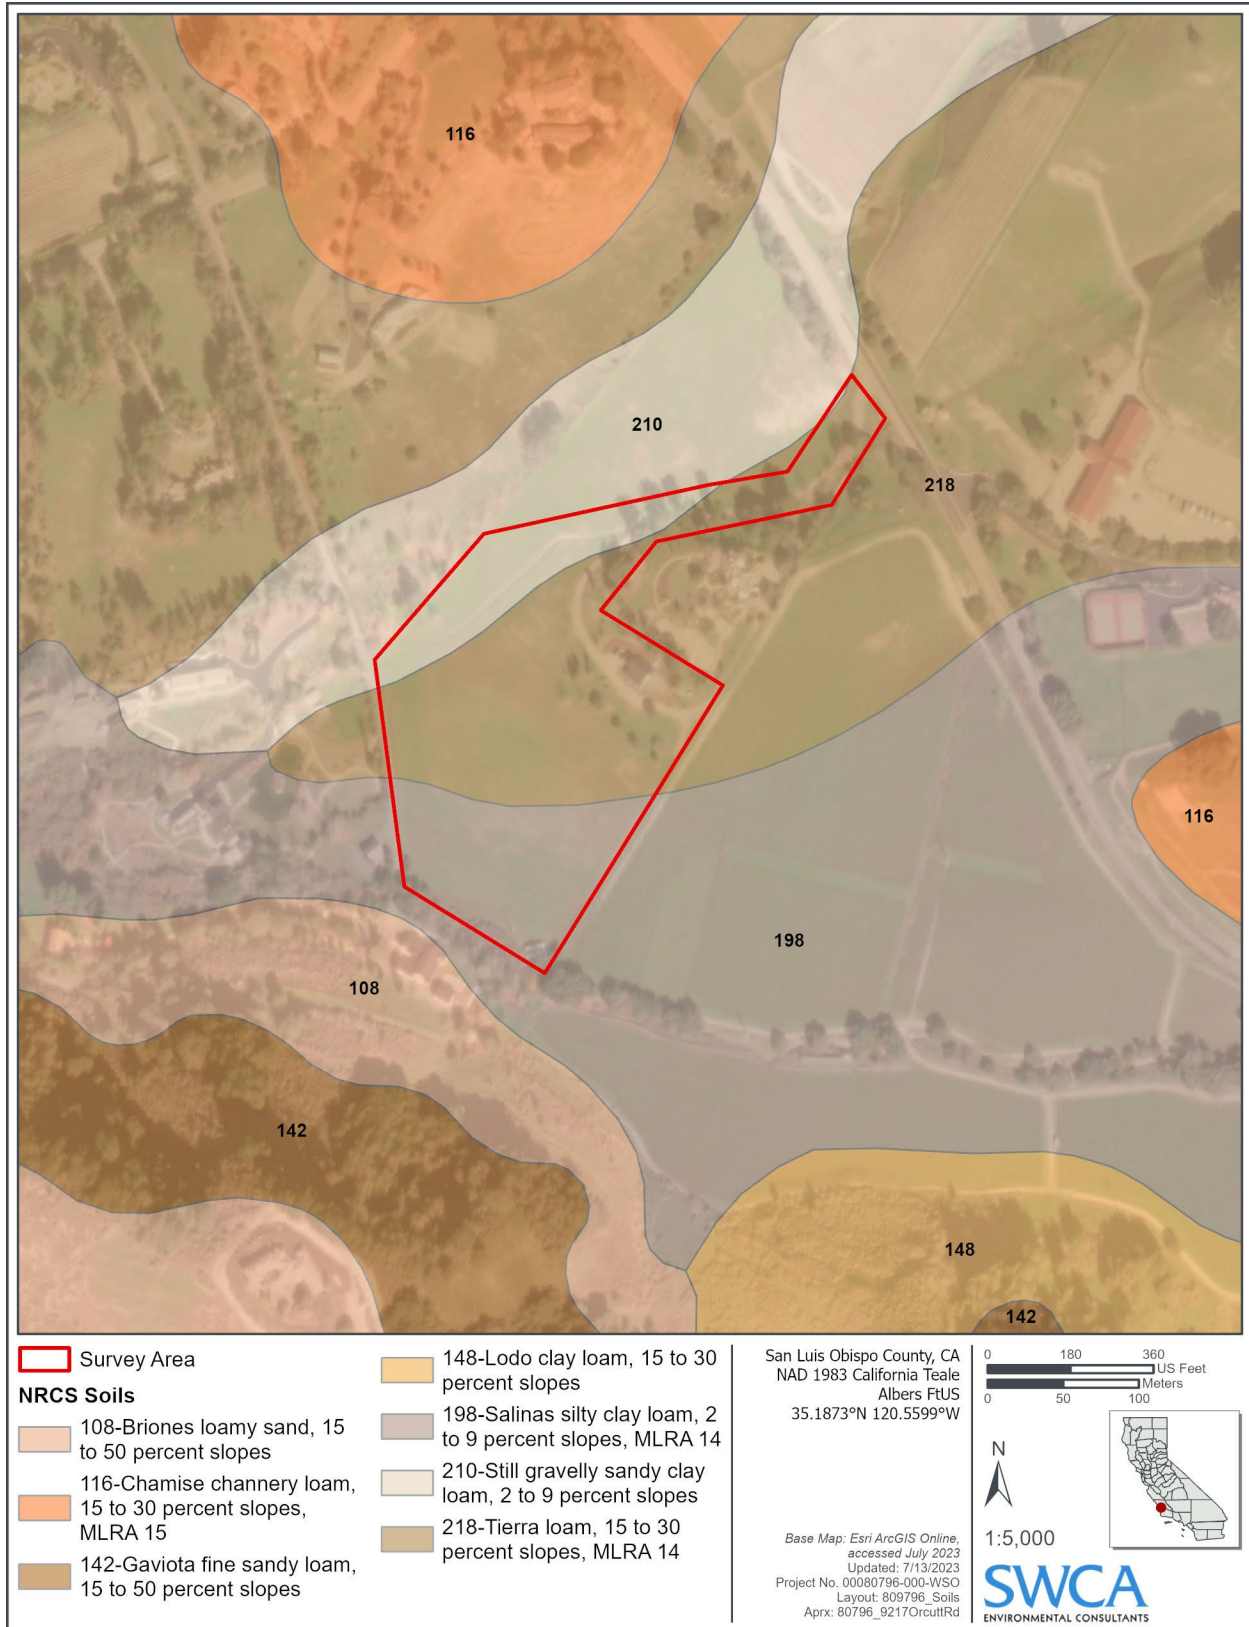 116
210
218
116
198
108
142
148
142
Survey Area
NRCS Soils
108-Briones loamy sand, 15
to 50 percent slopes
116-Chamise channery loam,
15 to 30 percent slopes,
MLRA 15
142-Gaviota fine sandy loam,
15 to 50 percent slopes
148-Lodo clay loam, 15 to 30
percent slopes
198-Salinas silty clay loam, 2
to 9 percent slopes, MLRA 14
210-Still gravelly sandy clay
loam, 2 to 9 percent slopes
218-Tierra loam, 15 to 30
percent slopes, MLRA 14
San Luis Obispo County, CA
NAD 1983 California Teale
Albers FtUS
35.1873°N 120.5599°W
Base Map: Esri ArcGIS Online,
accessed July 2023
Updated: 7/13/2023
Project No. 00080796-000-WSO
Layout: 809796_Soils
Aprx: 80796_9217OrcuttRd
0 180 360
US Feet
Meters
0 50 100
N
1:5,000
SWCA
ENVIRONMENTAL CONSULTANTS